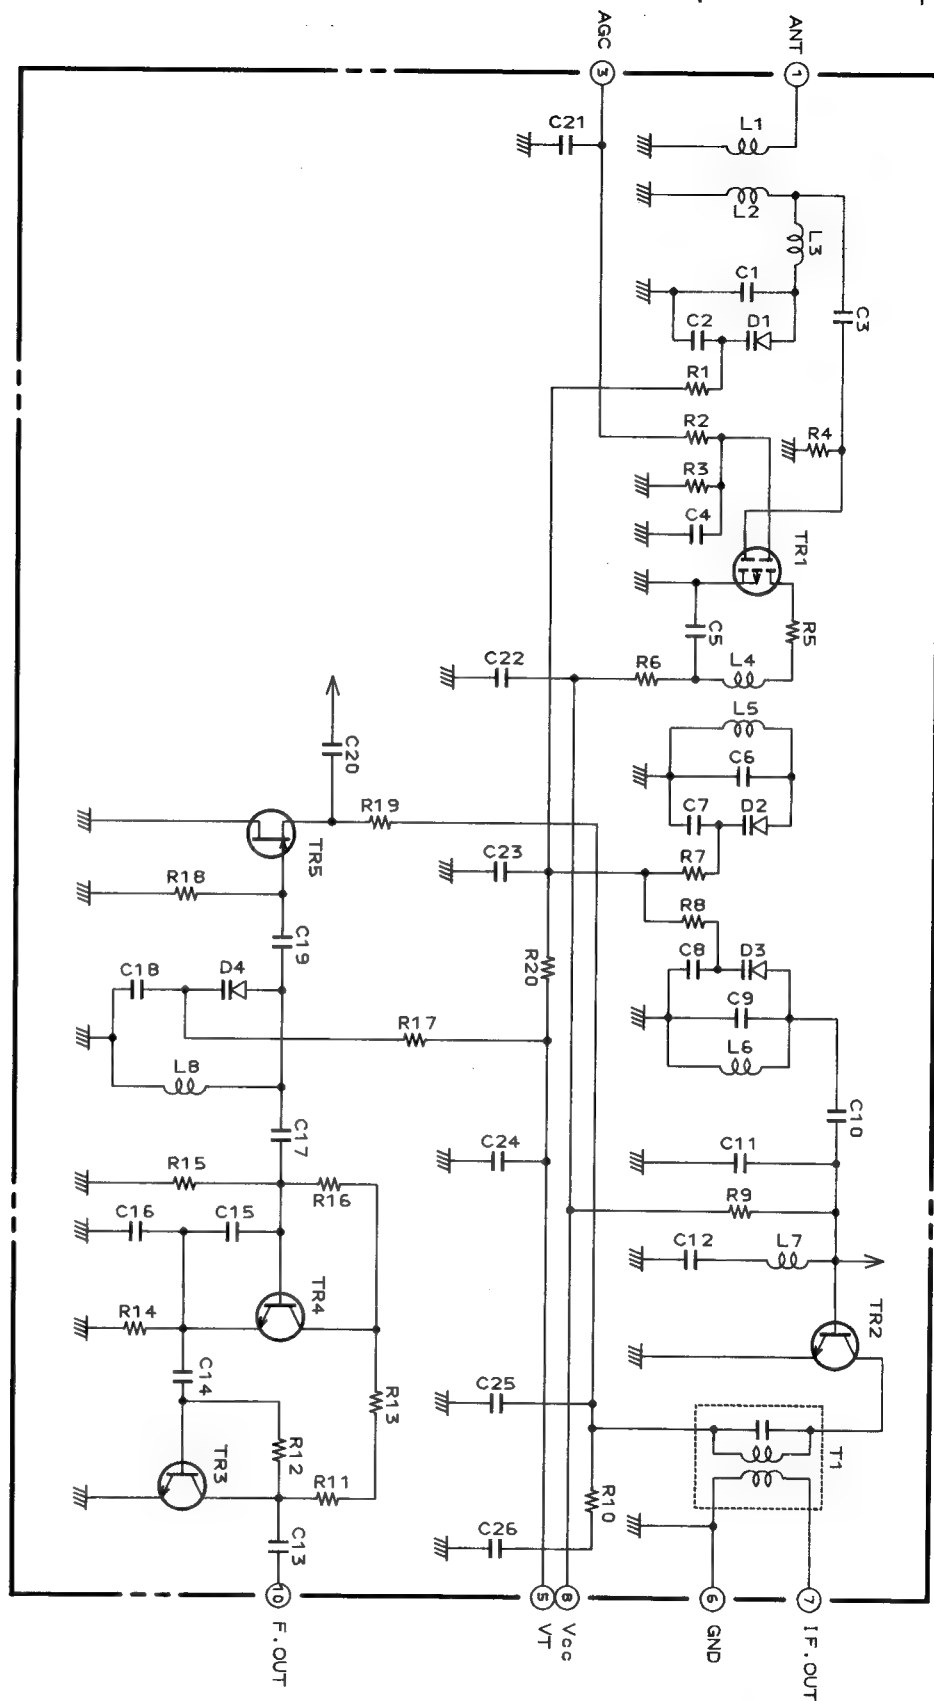 AGC
ANT
3
1
C21
L1
L2
L3
C1
C2
D1
C3
R1
R2
R4
R3
C4
TR1
C5
R5
C22
R6
L4
L5
C20
C6
C7
D2
R19
TR5
C23
R7
R18
R8
C19
R20
C18
D4
C8
D3
C9
R17
L6
L8
C10
C17
C24
C11
R15
R16
R9
C16
C15
C12
L7
TR4
TR2
R14
C14
C25
R13
T1
R12
TR3
R11
R10
C26
C13
10
5
8
6
7
F.OUT
VT
Vcc
GND
IF.OUT